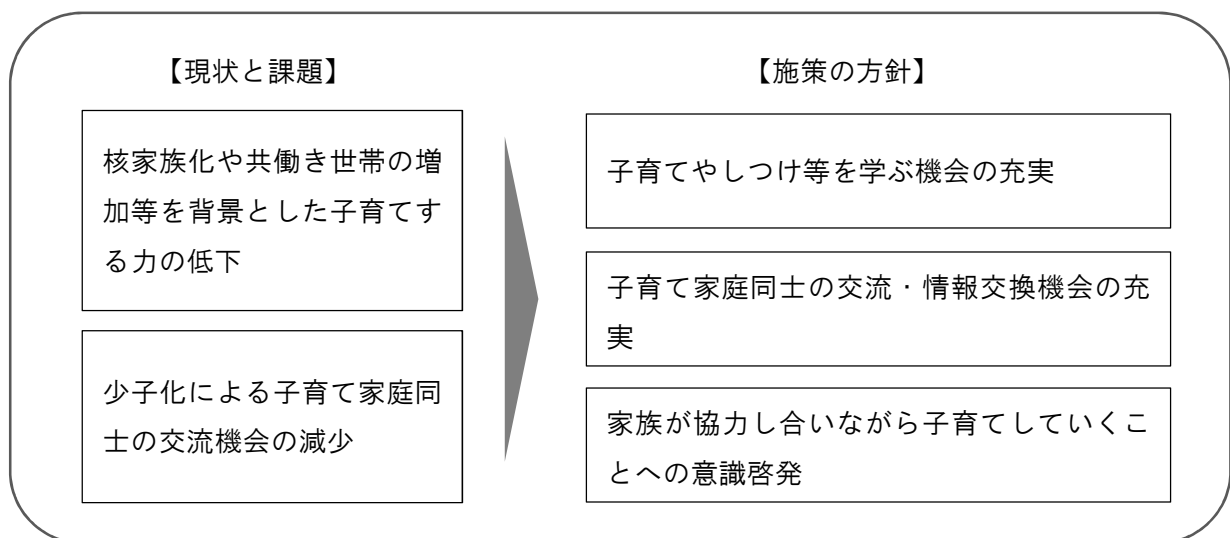 【現状と課題】
核家族化や共働き世帯の増
加等を背景とした子育てす
る力の低下
少子化による子育て家庭同
士の交流機会の減少
【施策の方針】
子育てやしつけ等を学ぶ機会の充実
子育て家庭同士の交流・情報交換機会の充
実
家族が協力し合いながら子育てしていくこ
とへの意識啓発